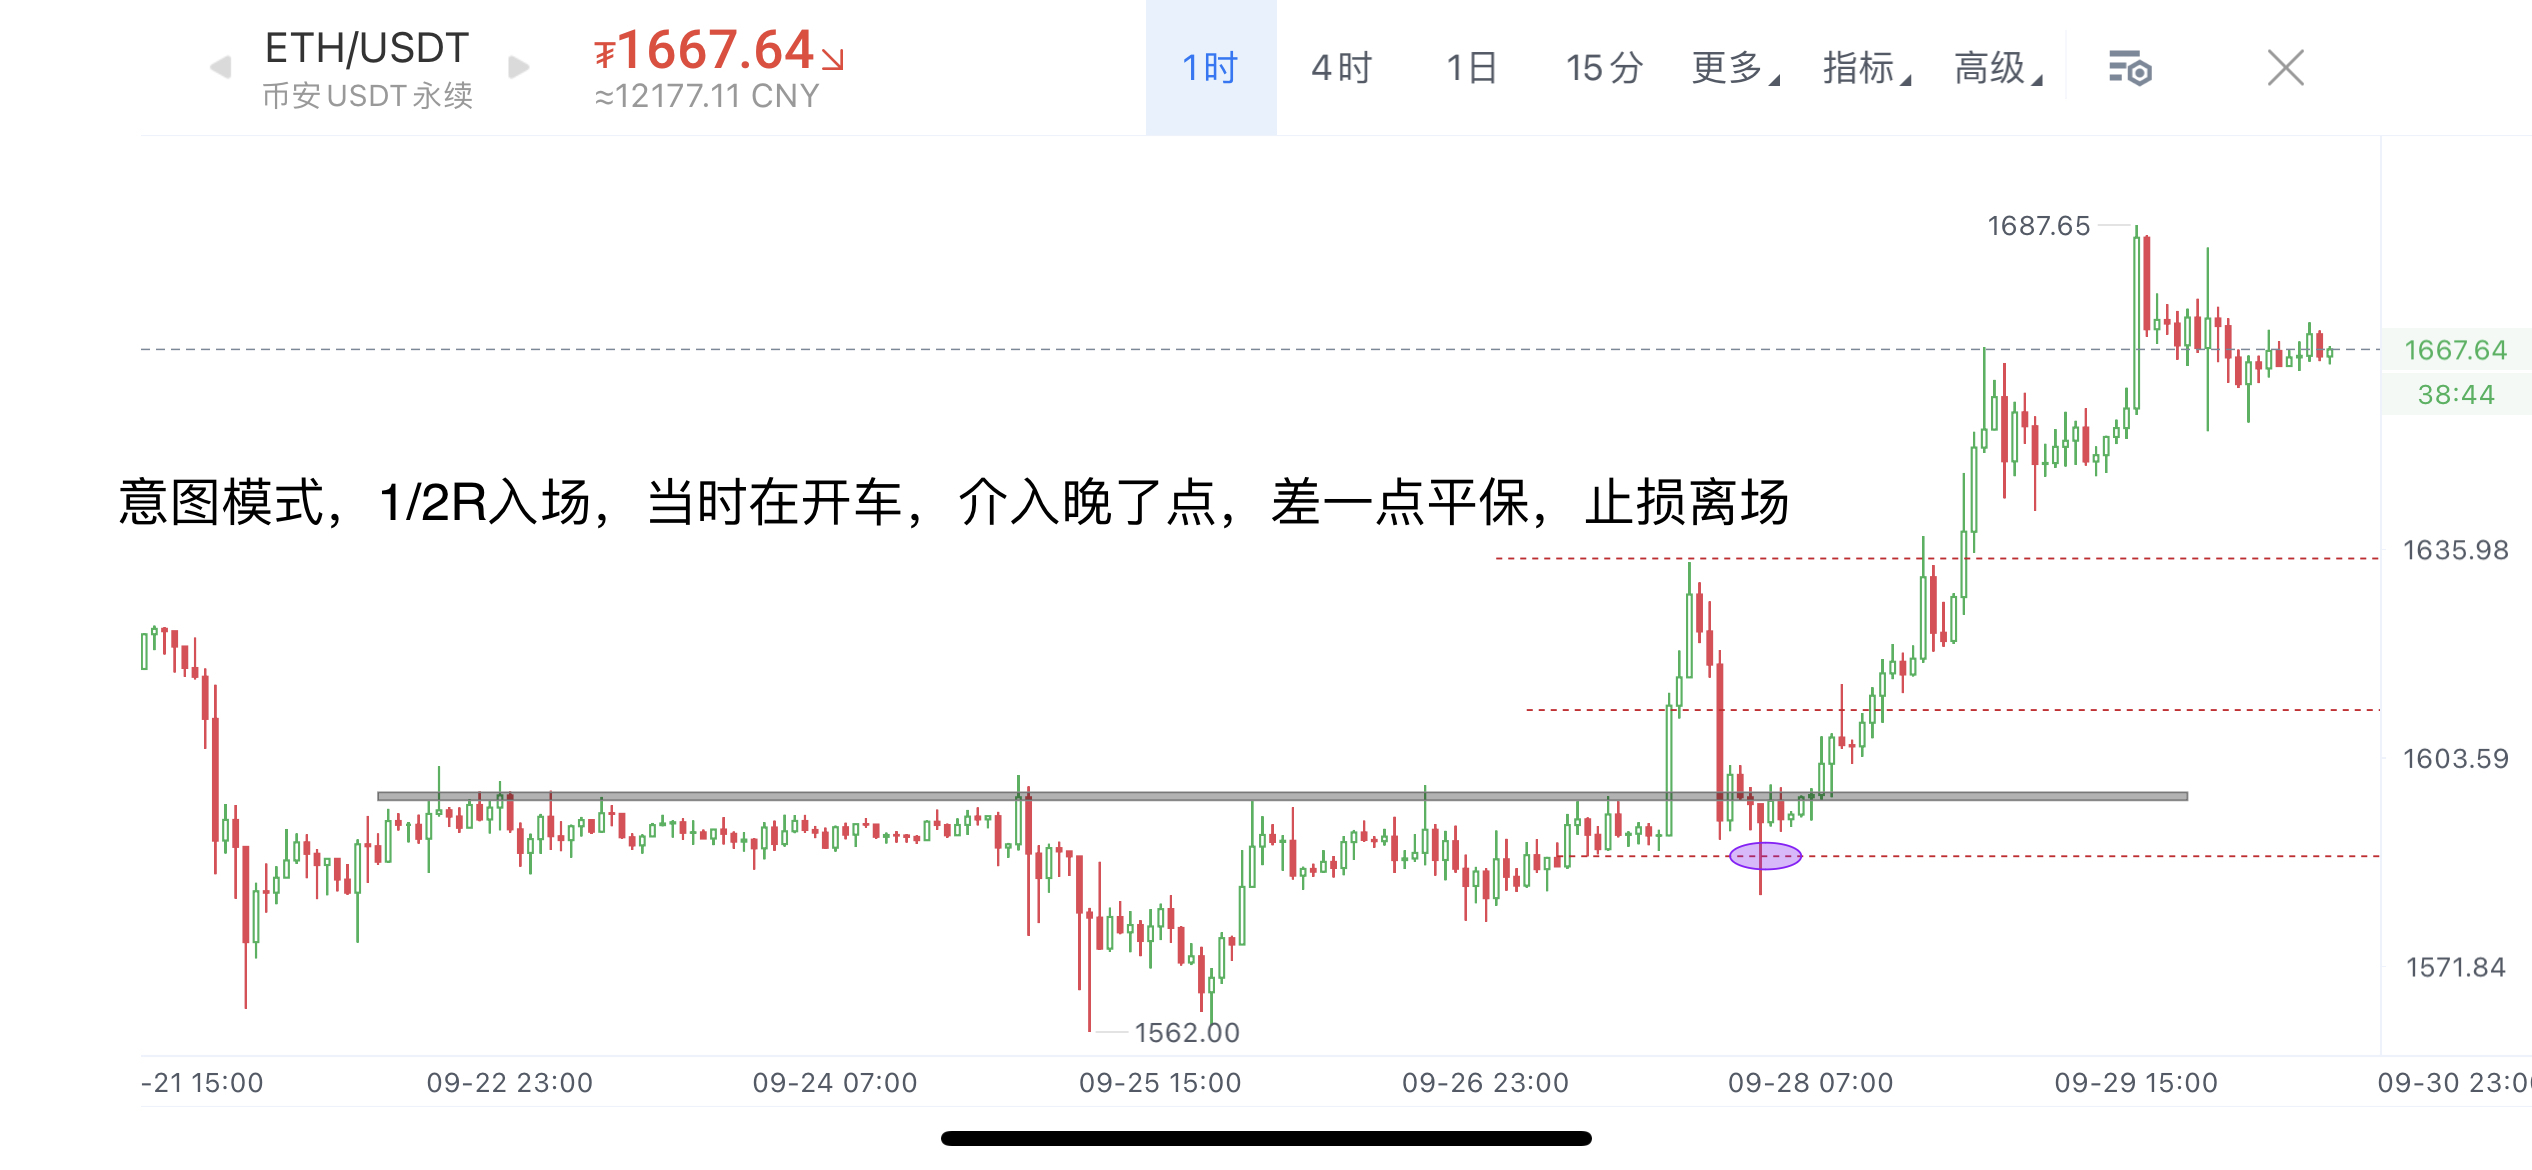 ETH/USDT
币安USDT永续
₮1667.64↘
≈12177.11 CNY
1时 4时 1日 15分 更多 指标 高级
1687.65
1667.64
38:44
意图模式，1/2R入场，当时在开车，介入晚了点，差一点平保，止损离场
1635.98
1603.59
1571.84
1562.00
-21 15:00 09-22 23:00 09-24 07:00 09-25 15:00 09-26 23:00 09-28 07:00 09-29 15:00 09-30 23:0